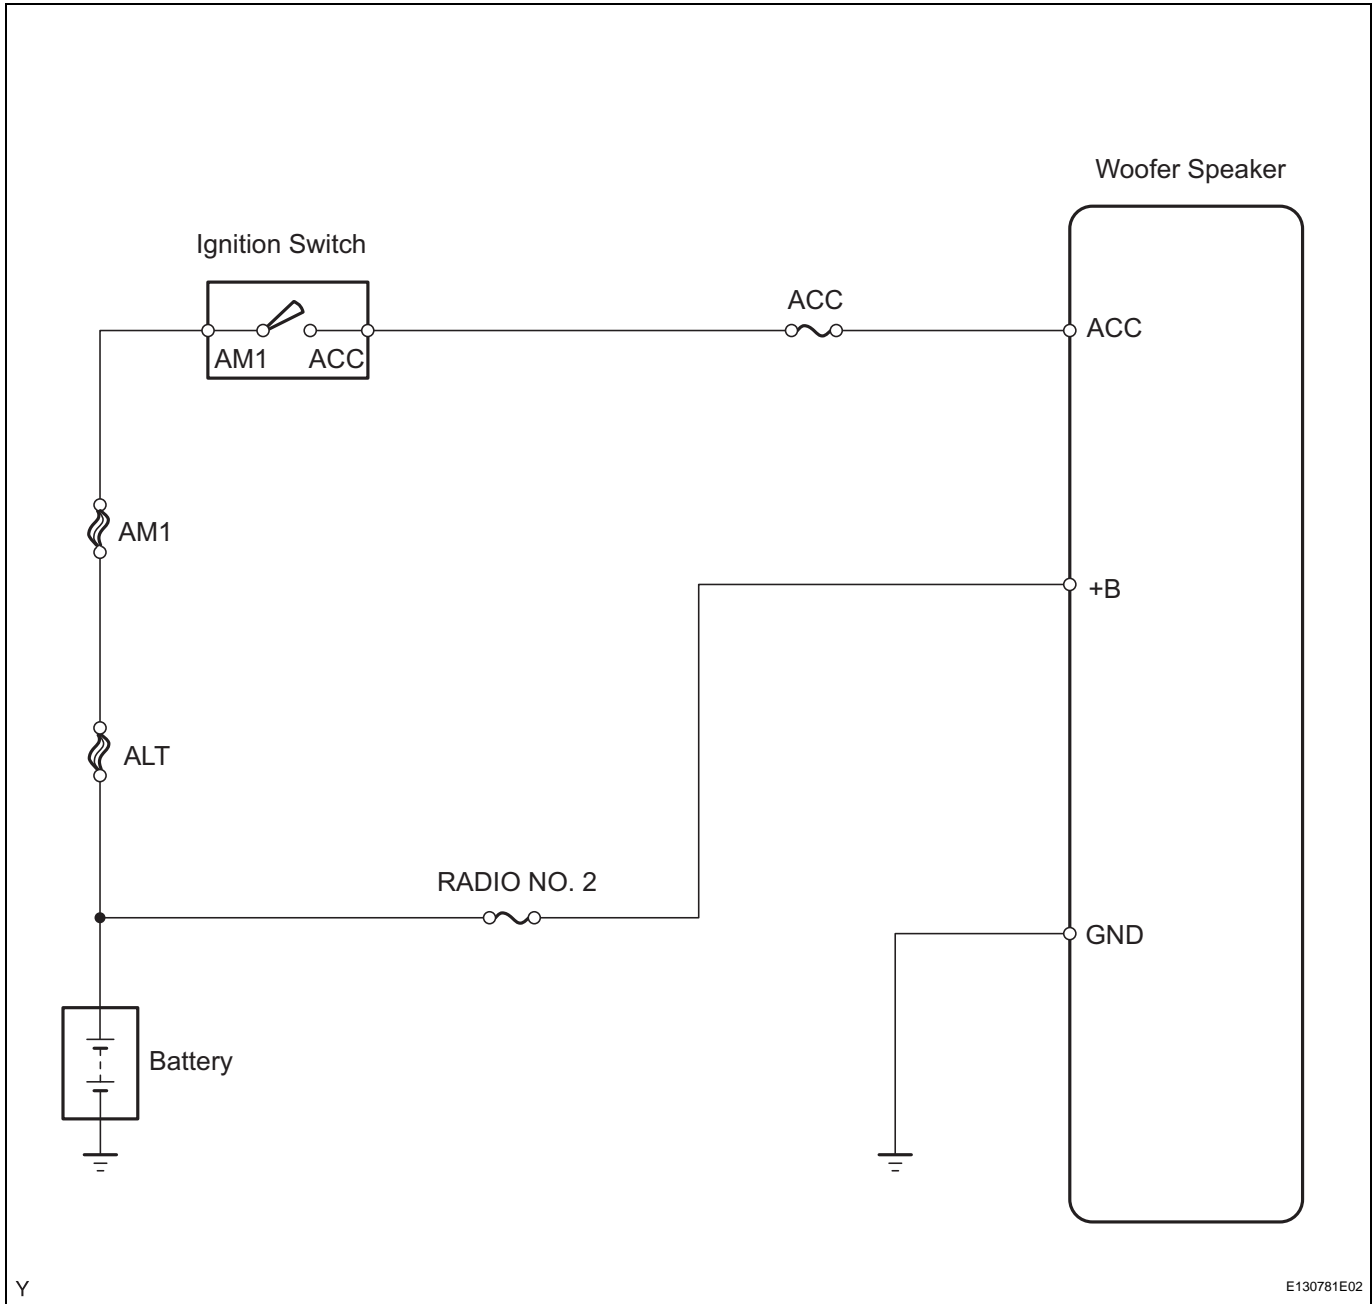 Woofer Speaker
Ignition Switch
ACC
AM1 ACC
ACC
AM1
+B
ALT
RADIO NO. 2
GND
Battery
Y
E130781E02